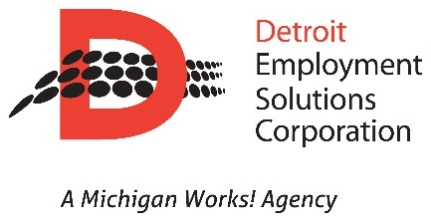 D
Detroit
Employment
Solutions
Corporation
A Michigan Works! Agency